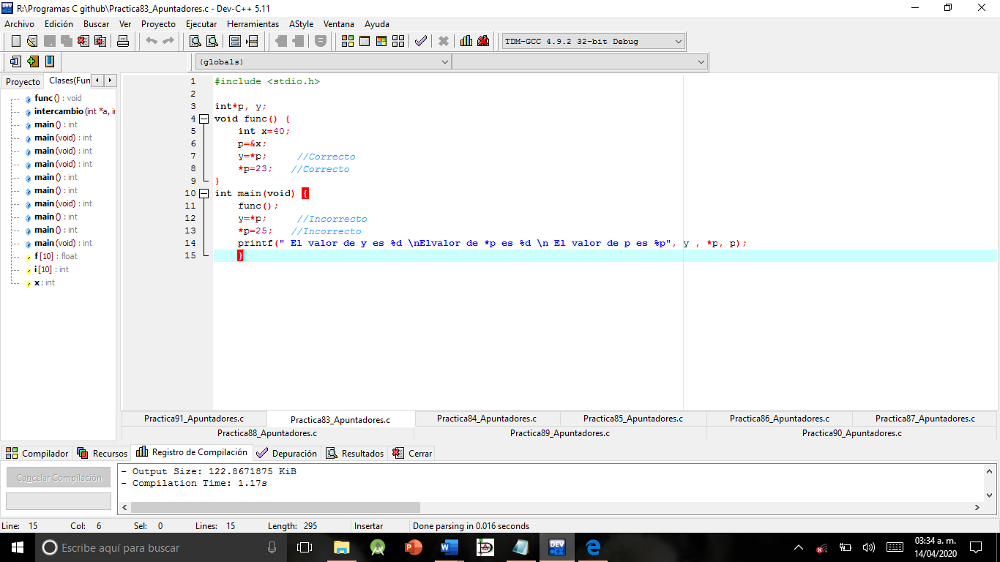 R:\Programas C github\Practica83_Apuntadores.c - Dev-C++ 5.11
Archivo Edición Buscar Ver Proyecto Ejecutar Herramientas AStyle Ventana Ayuda
TDM-GCC 4.9.2 32-bit Debug
(globals)
Proyecto Clases(Fun
func () : void
intercambio (int *a, in
main () : int
main (void) : int
main (void) : int
main (void) : int
main () : int
main () : int
main (void) : int
main () : int
main () : int
main (void) : int
f [10] : float
i [10] : int
x : int
1 #include <stdio.h>
2
3 int*p, y;
4 void func() {
5 int x=40;
6 p=&x;
7 y=*p; //Correcto
8 *p=23; //Correcto
9 }
10 int main(void) {
11 func();
12 y=*p; //Incorrecto
13 *p=25; //Incorrecto
14 printf(" El valor de y es %d \nElvalor de *p es %d \n El valor de p es %p", y , *p, p);
15 }
Practica91_Apuntadores.c Practica83_Apuntadores.c Practica84_Apuntadores.c Practica85_Apuntadores.c Practica86_Apuntadores.c Practica87_Apuntadores.c
Practica88_Apuntadores.c Practica89_Apuntadores.c Practica90_Apuntadores.c
Compilador Recursos Registro de Compilación Depuración Resultados Cerrar
Cancelar Compilación
- Output Size: 122.8671875 KiB
- Compilation Time: 1.17s
Line: 15 Col: 6 Sel: 0 Lines: 15 Length: 295 Insertar Done parsing in 0.016 seconds
Escribe aquí para buscar
DEV
03:34 a. m.
14/04/2020